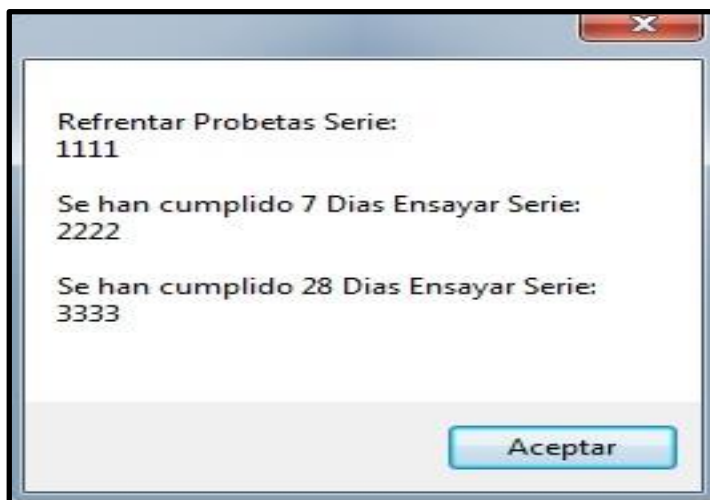 Refrentar Probetas Serie:
1111
Se han cumplido 7 Dias Ensayar Serie:
2222
Se han cumplido 28 Dias Ensayar Serie:
3333
Aceptar